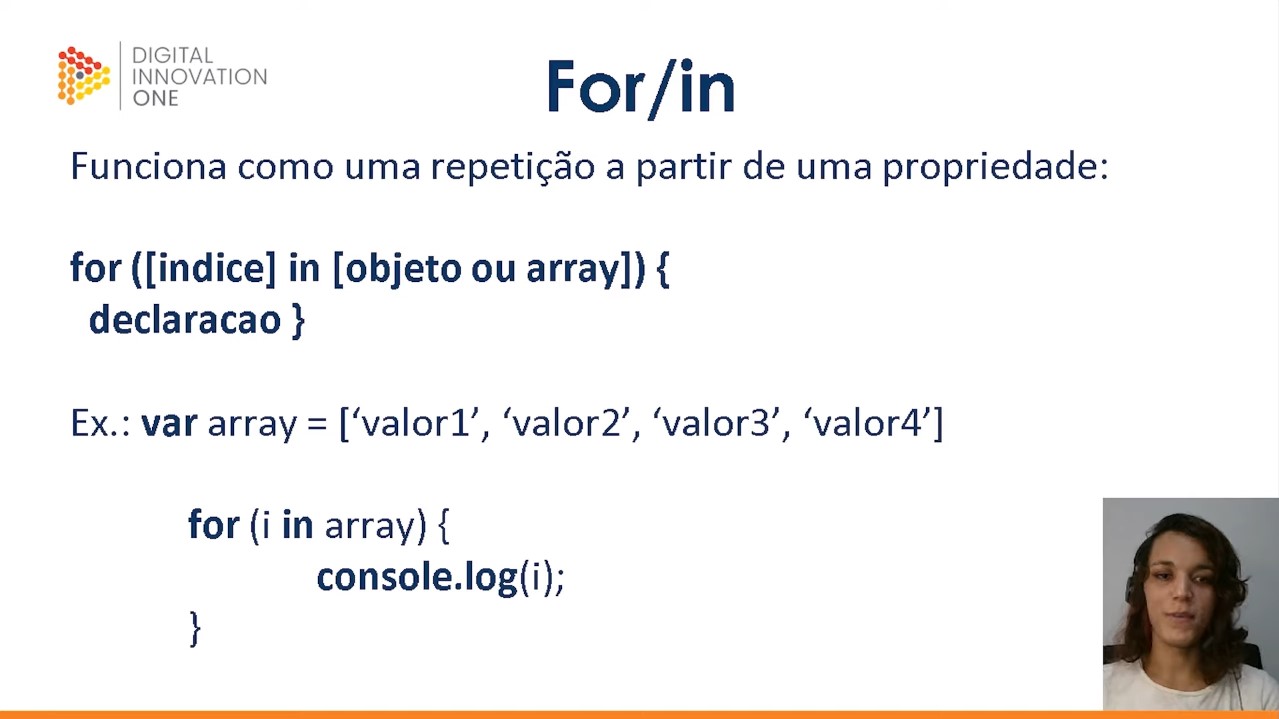 DIGITAL
INNOVATION
ONE
For/in
Funciona como uma repetição a partir de uma propriedade:
for ([indice] in [objeto ou array]) {
declaracao }
Ex.: var array = [‘valor1’, ‘valor2’, ‘valor3’, ‘valor4’]
for (i in array) {
console.log(i);
}